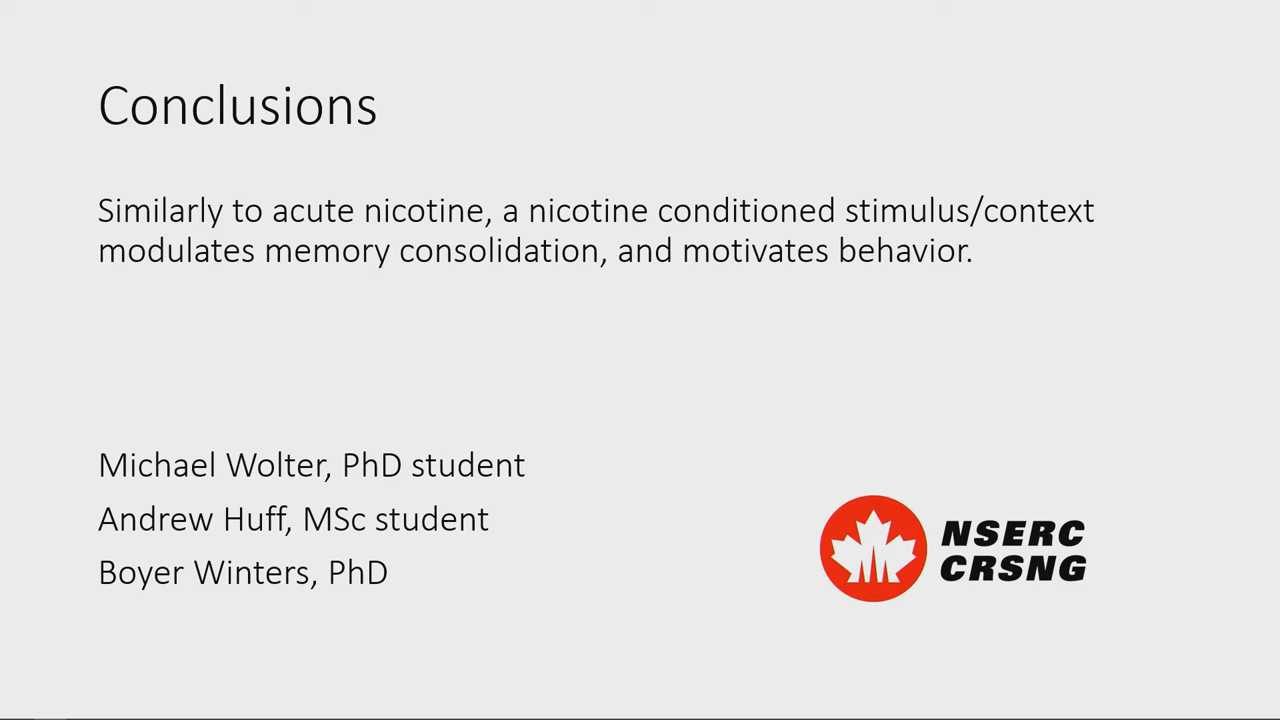 Conclusions
Similarly to acute nicotine, a nicotine conditioned stimulus/context
modulates memory consolidation, and motivates behavior.
Michael Wolter, PhD student
Andrew Huff, MSc student
Boyer Winters, PhD
NSERC
CRSNG